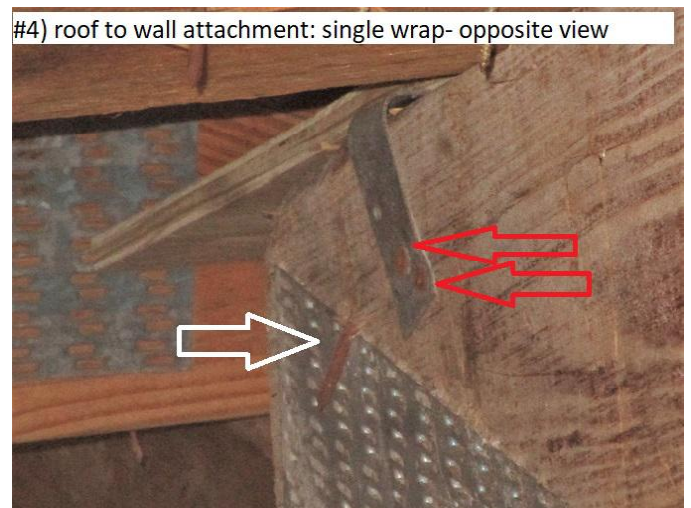 #4) roof to wall attachment: single wrap- opposite view